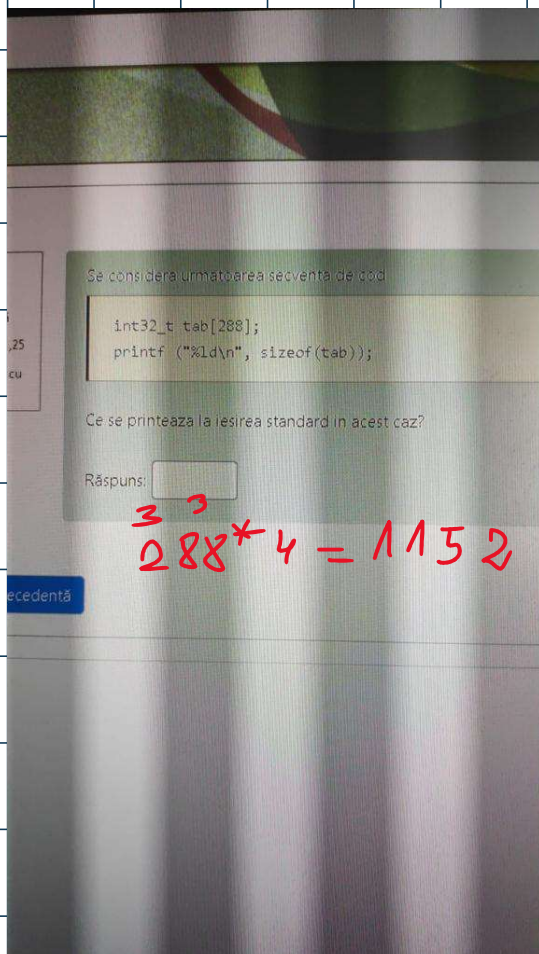 ,25
cu
Se considera urmatoarea secventa de cod
int32_t tab[288];
printf ("%ld\n", sizeof(tab));
Ce se printeaza la iesirea standard in acest caz?
Răspuns:
3 3
288*4=1152
ecedentă